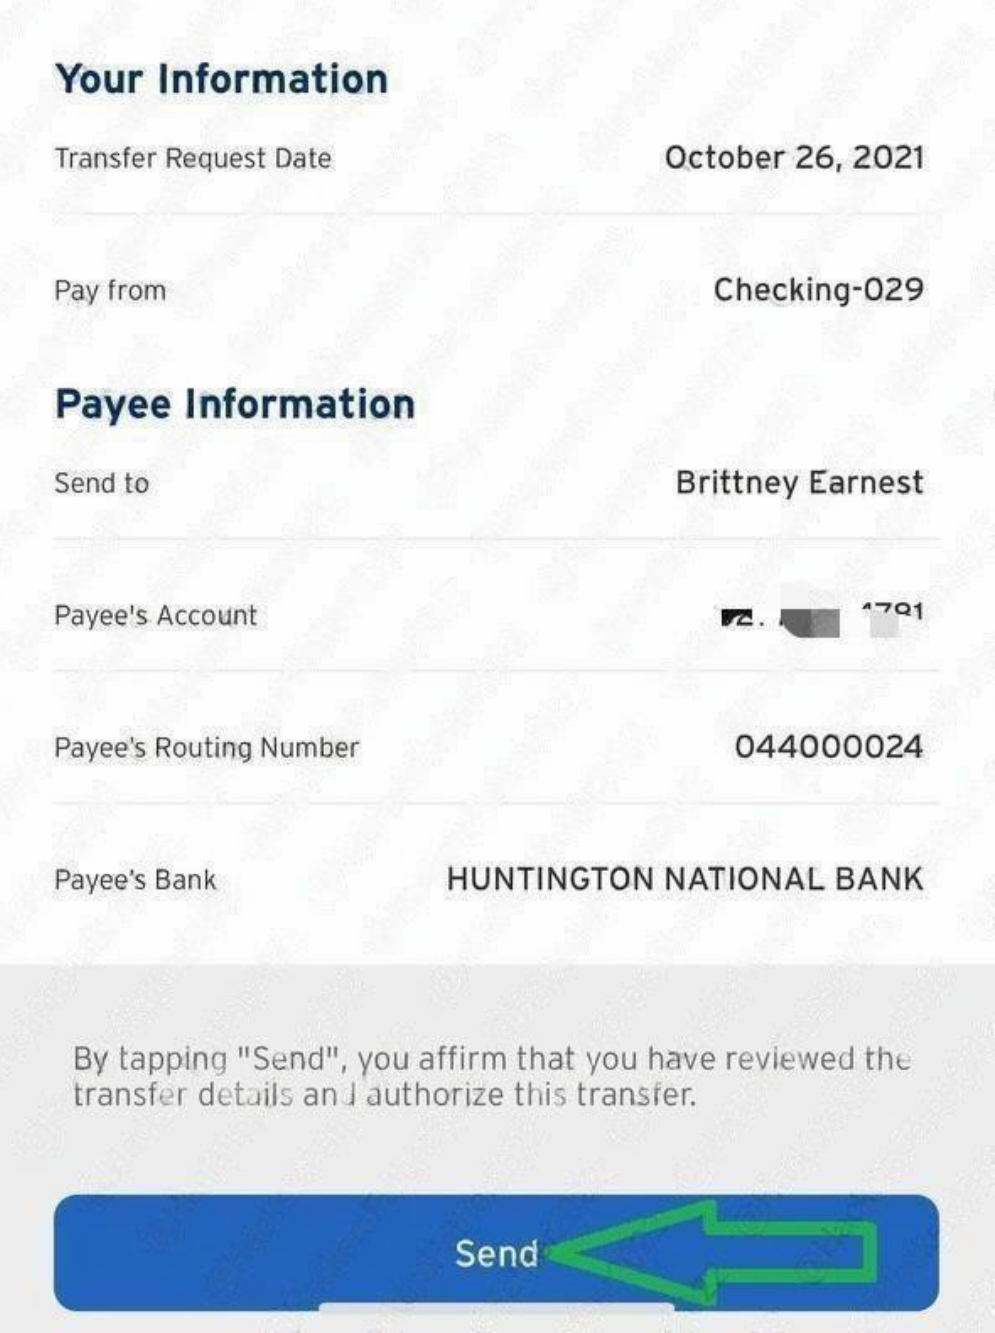 Your Information
Transfer Request Date October 26, 2021
Pay from Checking-029
Payee Information
Send to Brittney Earnest
Payee's Account
Payee's Routing Number 044000024
Payee's Bank HUNTINGTON NATIONAL BANK
By tapping "Send", you affirm that you have reviewed the
transfer details and authorize this transfer.
Send